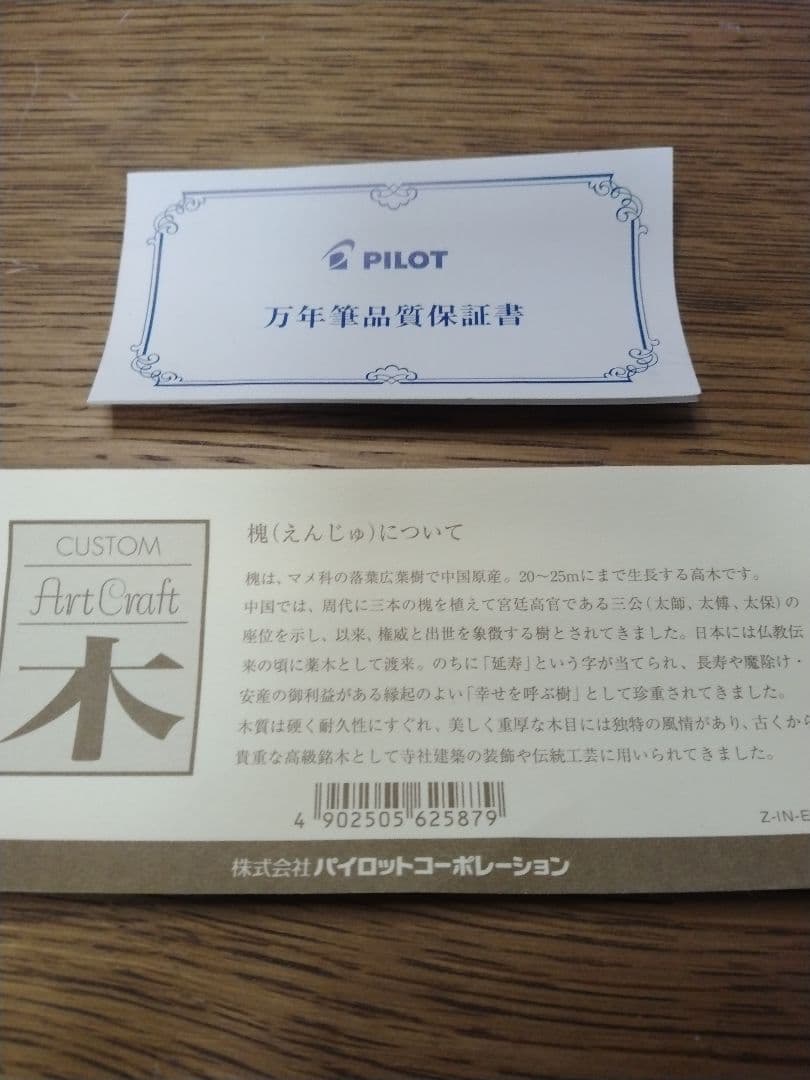 PILOT
万年筆品質保証書
CUSTOM
Art Craft
木
槐(えんじゅ)について
槐は、マメ科の落葉広葉樹で中国原産。20〜25mにまで生長する高木です。
中国では、周代に三本の槐を植えて宮廷高官である三公(太師、太傅、太保)の
座位を示し、以来、権威と出世を象徴する樹とされてきました。日本には仏教伝
来の頃に薬木として渡来。のちに「延寿」という字が当てられ、長寿や魔除け・
安産の御利益がある縁起のよい「幸せを呼ぶ樹」として珍重されてきました。
木質は硬く耐久性にすぐれ、美しく重厚な木目には独特の風情があり、古くから
貴重な高級銘木として寺社建築の装飾や伝統工芸に用いられてきました。
4 902505 625879
Z-IN-E
株式会社 パイロットコーポレーション